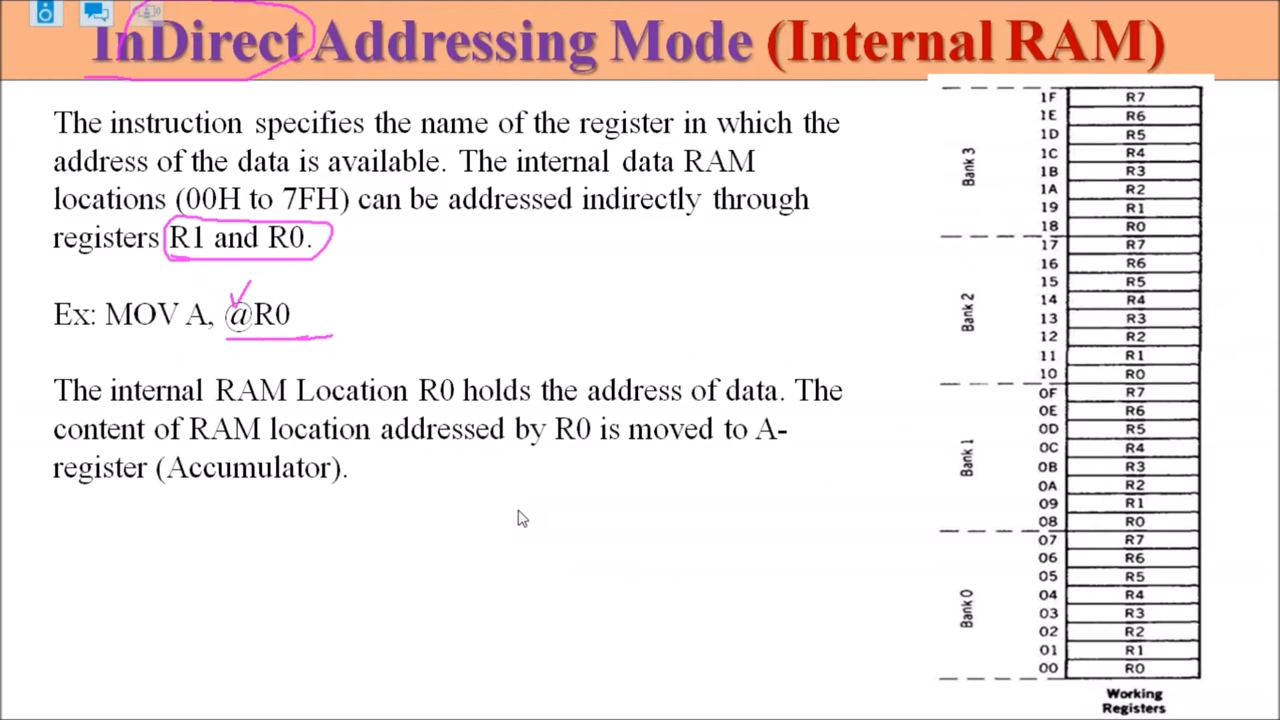 InDirect Addressing Mode (Internal RAM)
The instruction specifies the name of the register in which the
address of the data is available. The internal data RAM
locations (00H to 7FH) can be addressed indirectly through
registers R1 and R0.
Ex: MOV A, @R0
The internal RAM Location R0 holds the address of data. The
content of RAM location addressed by R0 is moved to A-
register (Accumulator).
Bank 3
1F R7
1E R6
1D R5
1C R4
1B R3
1A R2
19 R1
18 R0
Bank 2
17 R7
16 R6
15 R5
14 R4
13 R3
12 R2
11 R1
10 R0
Bank 1
0F R7
0E R6
0D R5
0C R4
0B R3
0A R2
09 R1
08 R0
Bank 0
07 R7
06 R6
05 R5
04 R4
03 R3
02 R2
01 R1
00 R0
Working
Registers